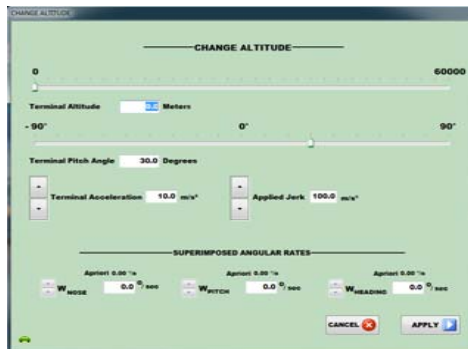 CHANGE ALTITUDE
CHANGE ALTITUDE
0 60000
Terminal Altitude 0.0 Meters
- 90° 0° 90°
Terminal Pitch Angle 30.0 Degrees
Terminal Acceleration 10.0 m/s² Applied Jerk 100.0 m/s³
SUPERIMPOSED ANGULAR RATES
Apriori 0.00 °/s Apriori 0.00 °/s Apriori 0.00 °/s
W NOSE 0.0 °/sec W PITCH 0.0 °/sec W HEADING 0.0 °/sec
CANCEL APPLY